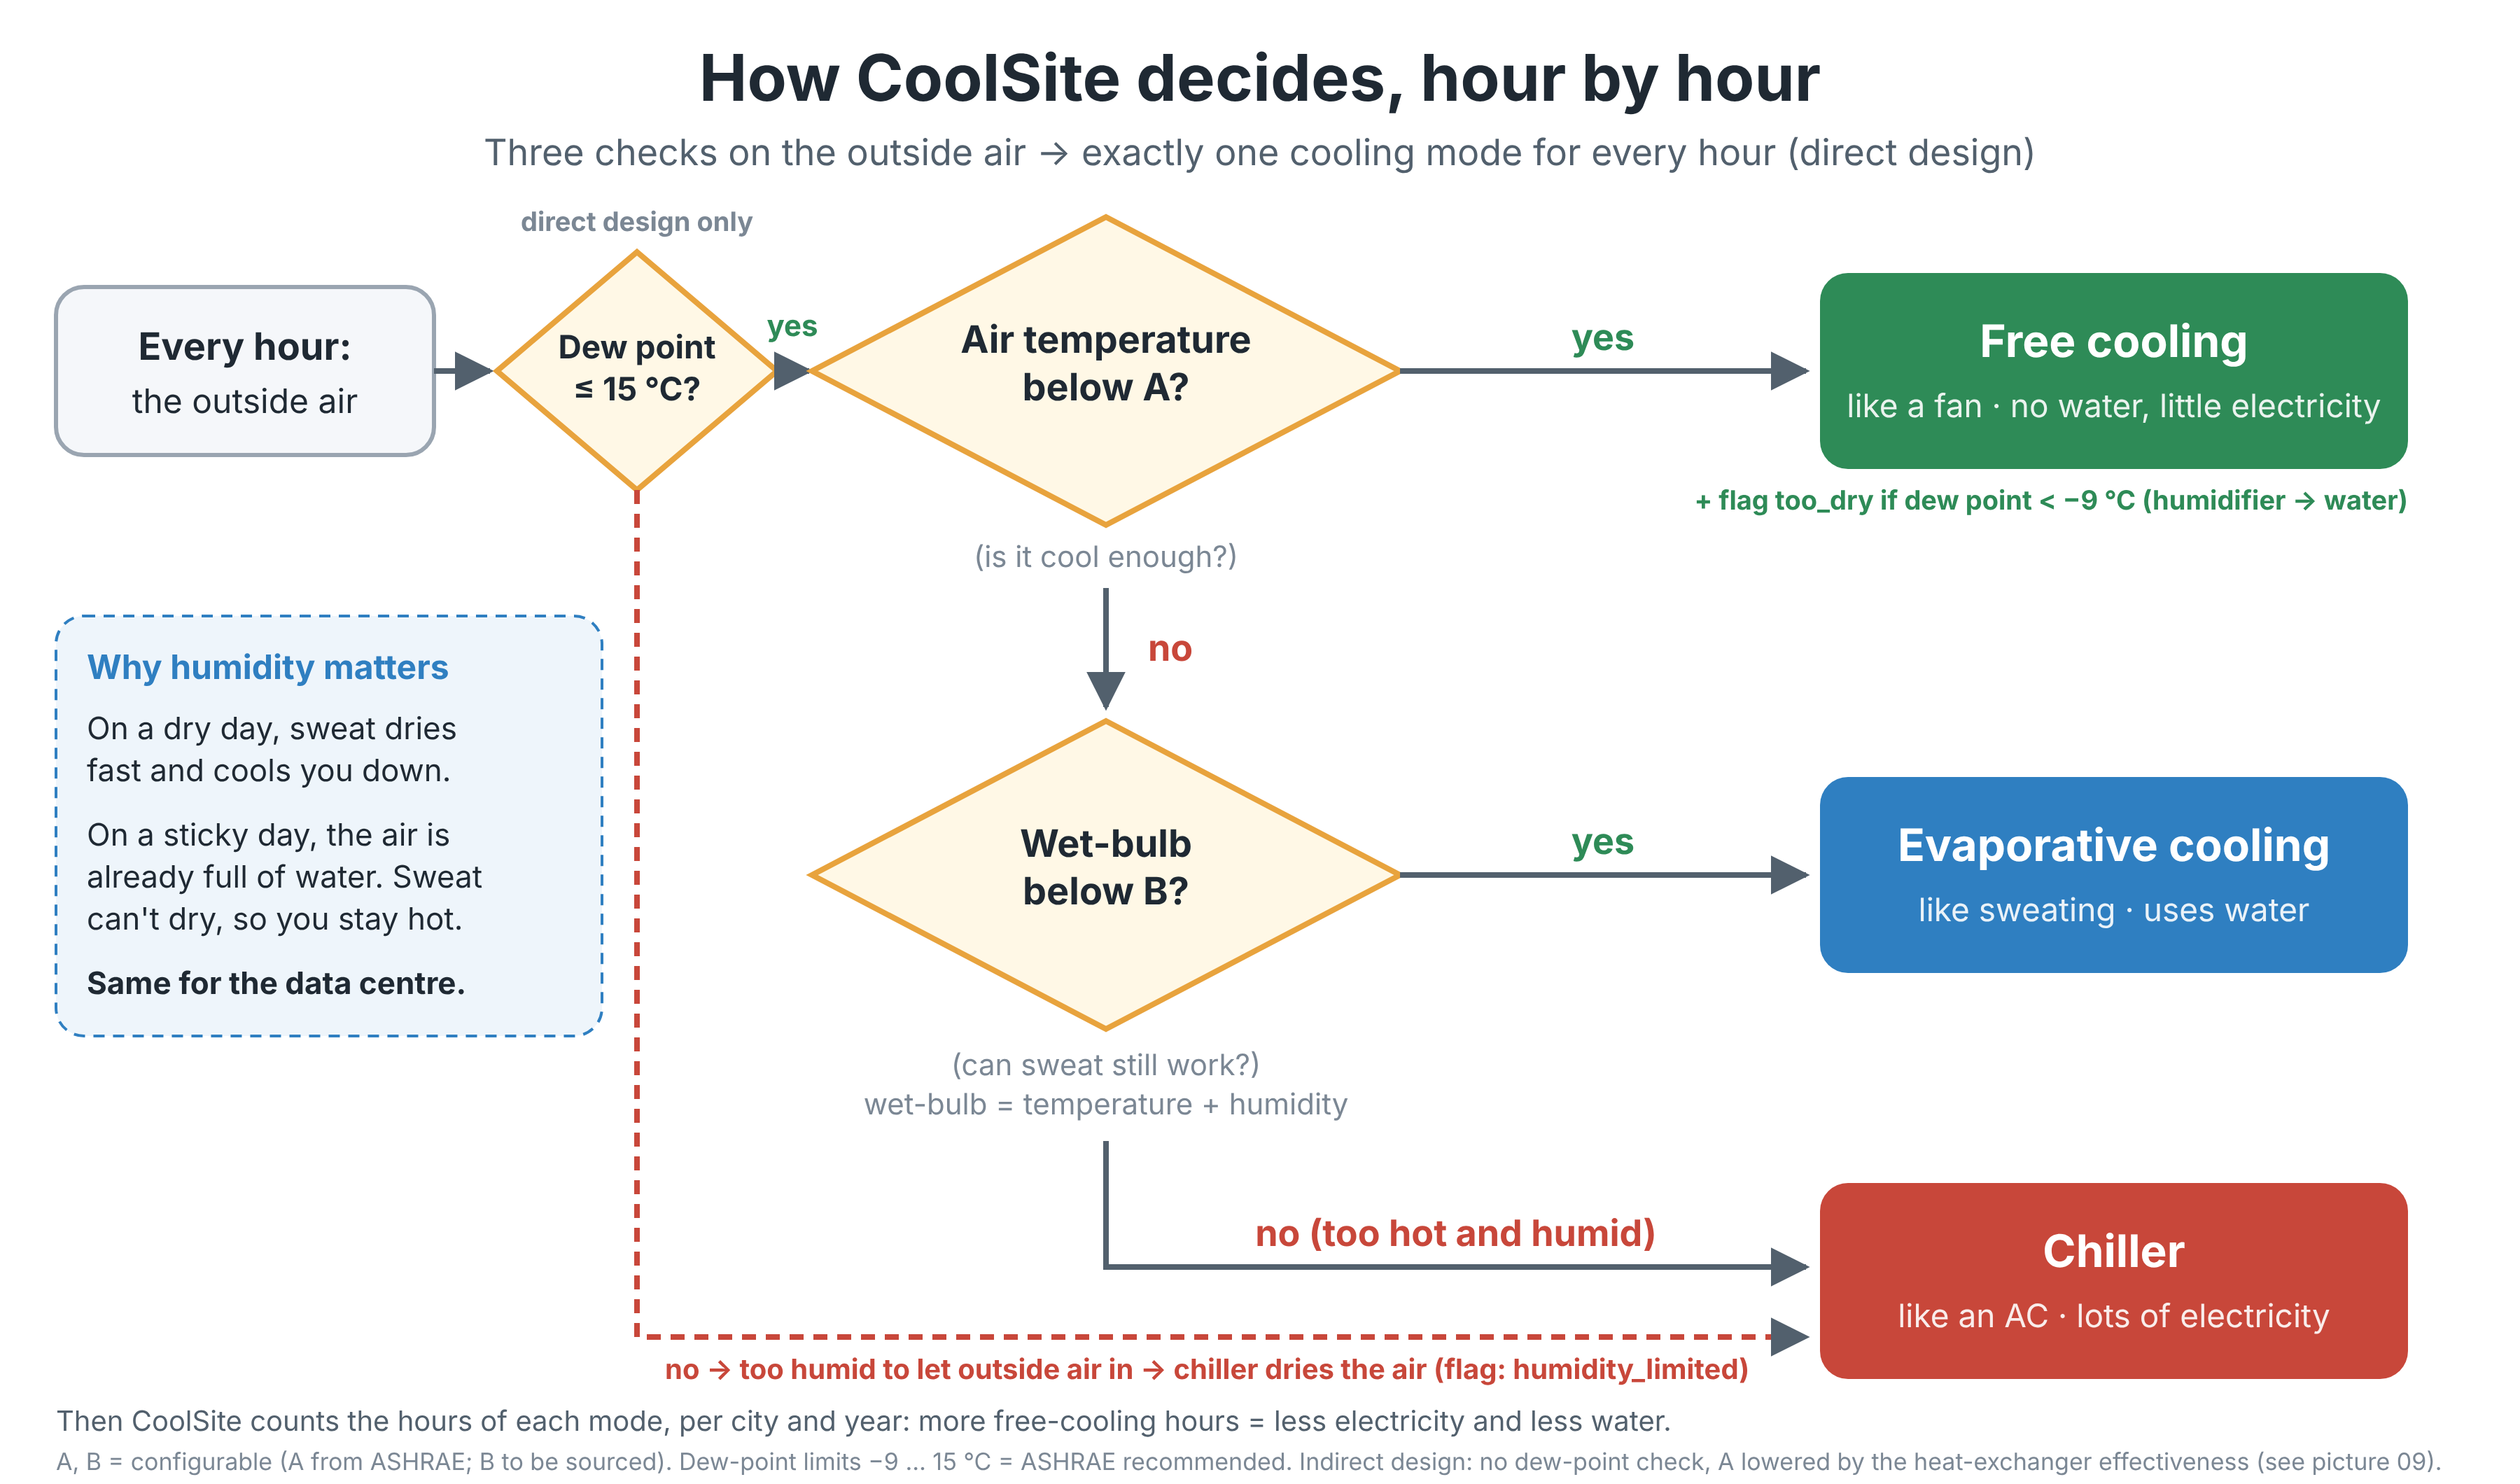 How CoolSite decides, hour by hour
Three checks on the outside air → exactly one cooling mode for every hour (direct design)
direct design only
Every hour:
the outside air
Dew point
≤ 15 °C?
yes
Air temperature
below A?
(is it cool enough?)
yes
Free cooling
like a fan · no water, little electricity
+ flag too_dry if dew point < −9 °C (humidifier → water)
no
Why humidity matters
On a dry day, sweat dries
fast and cools you down.
On a sticky day, the air is
already full of water. Sweat
can't dry, so you stay hot.
Same for the data centre.
Wet-bulb
below B?
(can sweat still work?)
wet-bulb = temperature + humidity
yes
Evaporative cooling
like sweating · uses water
no (too hot and humid)
Chiller
like an AC · lots of electricity
no → too humid to let outside air in → chiller dries the air (flag: humidity_limited)
Then CoolSite counts the hours of each mode, per city and year: more free-cooling hours = less electricity and less water.
A, B = configurable (A from ASHRAE; B to be sourced). Dew-point limits −9 … 15 °C = ASHRAE recommended. Indirect design: no dew-point check, A lowered by the heat-exchanger effectiveness (see picture 09).